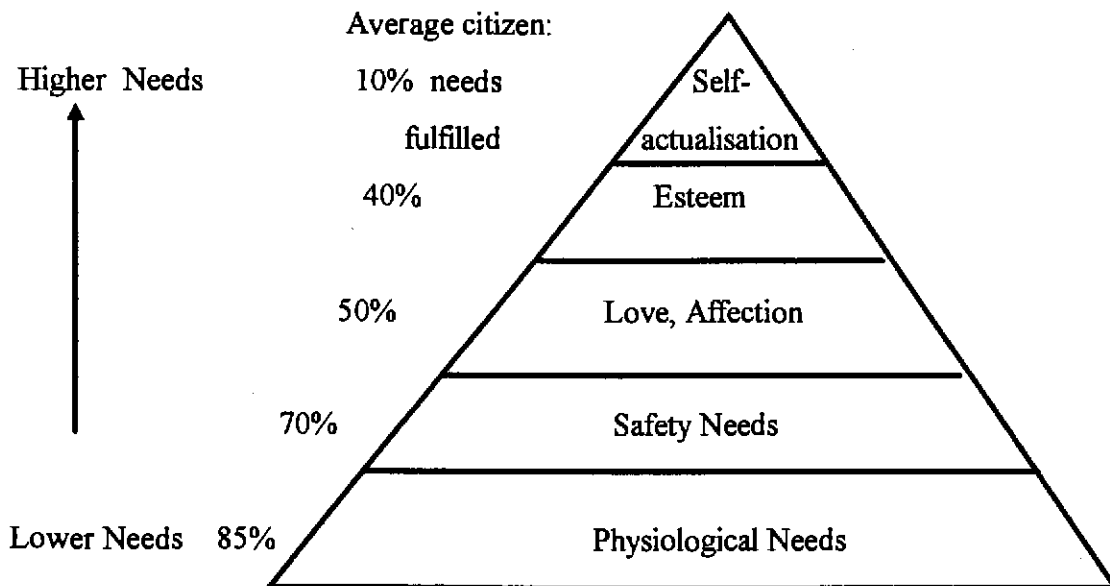 Average citizen:
Higher Needs
10% needs
fulfilled
Self-
actualisation
40%
Esteem
50%
Love, Affection
70%
Safety Needs
Lower Needs
85%
Physiological Needs